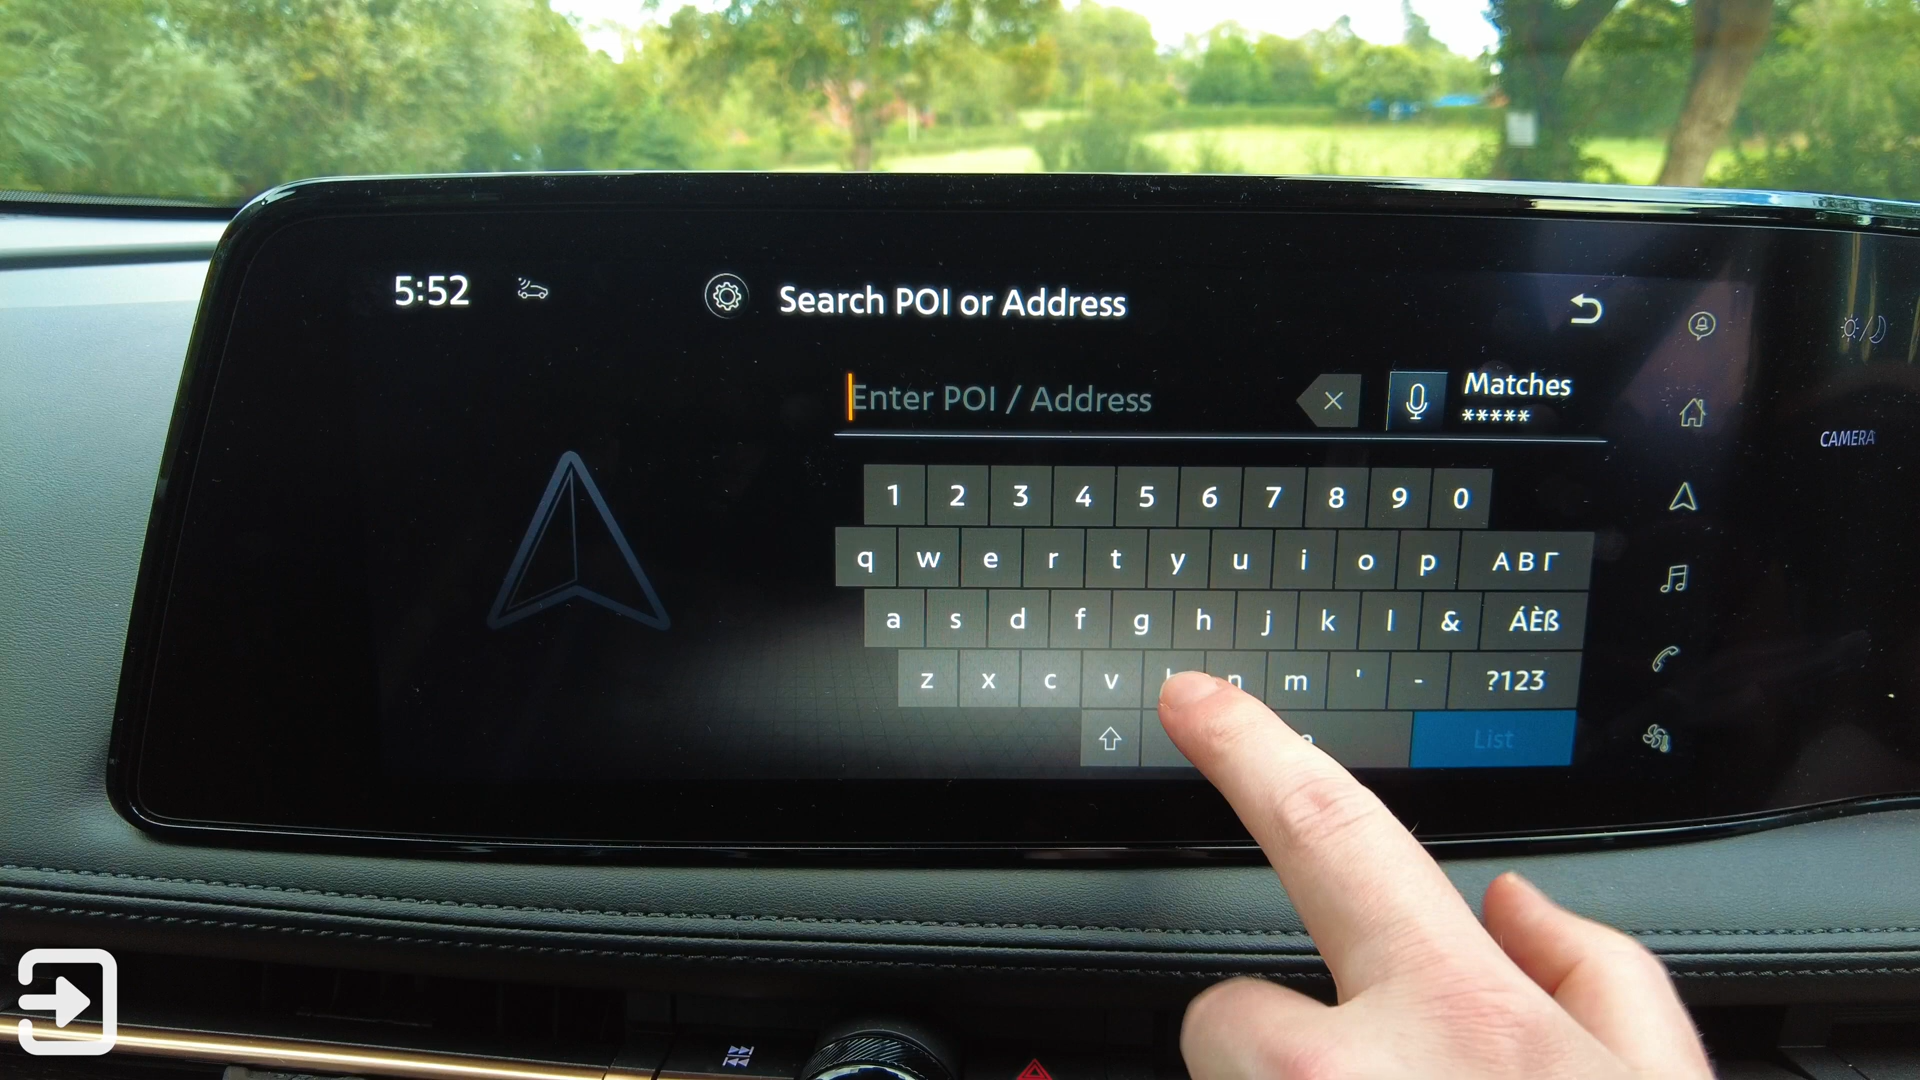 5:52
Search POI or Address
Enter POI / Address
Matches
*****
CAMERA
1 2 3 4 5 6 7 8 9 0
q w e r t y u i o p ΑΒΓ
a s d f g h j k l & ÁÈß
z x c v n m ' - ?123
List